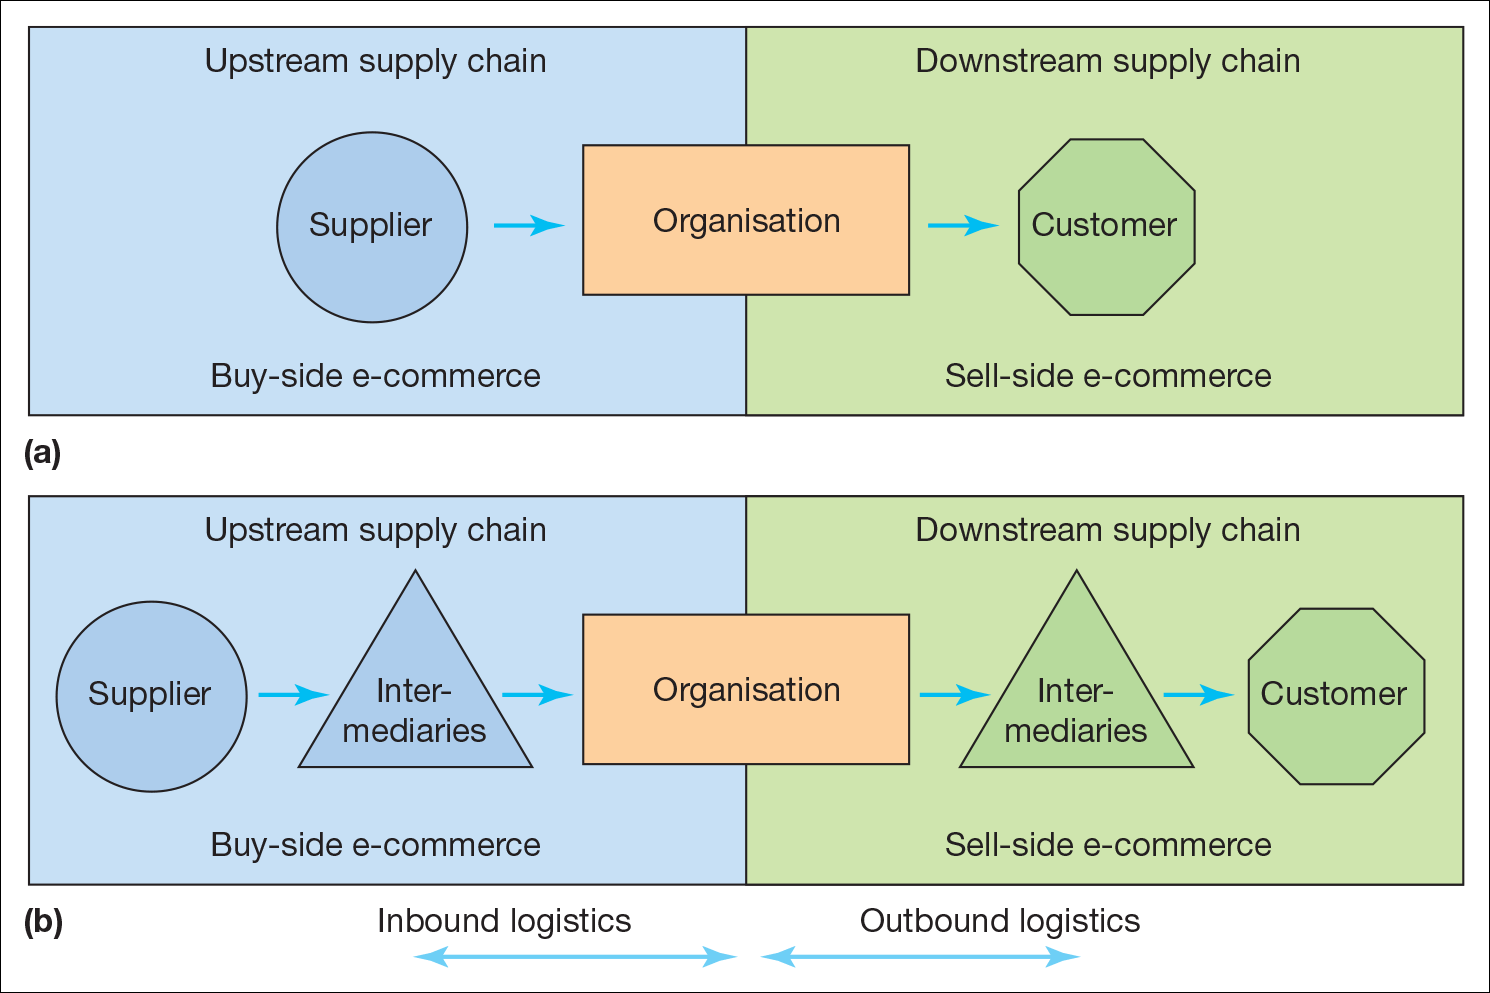 Upstream supply chain
Downstream supply chain
Supplier
Organisation
Customer
Buy-side e-commerce
Sell-side e-commerce
(a)
Upstream supply chain
Downstream supply chain
Supplier
Inter-
mediaries
Organisation
Inter-
mediaries
Customer
Buy-side e-commerce
Sell-side e-commerce
(b)
Inbound logistics
Outbound logistics